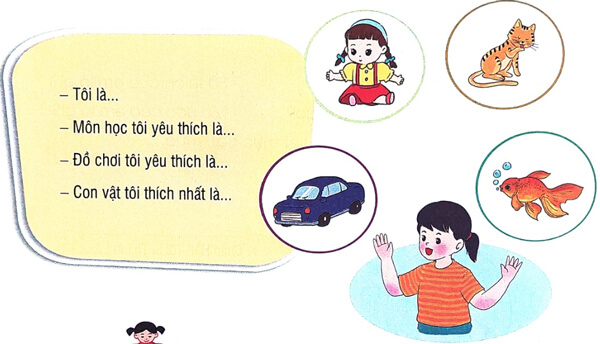 – Tôi là...
– Môn học tôi yêu thích là...
– Đồ chơi tôi yêu thích là...
– Con vật tôi thích nhất là...